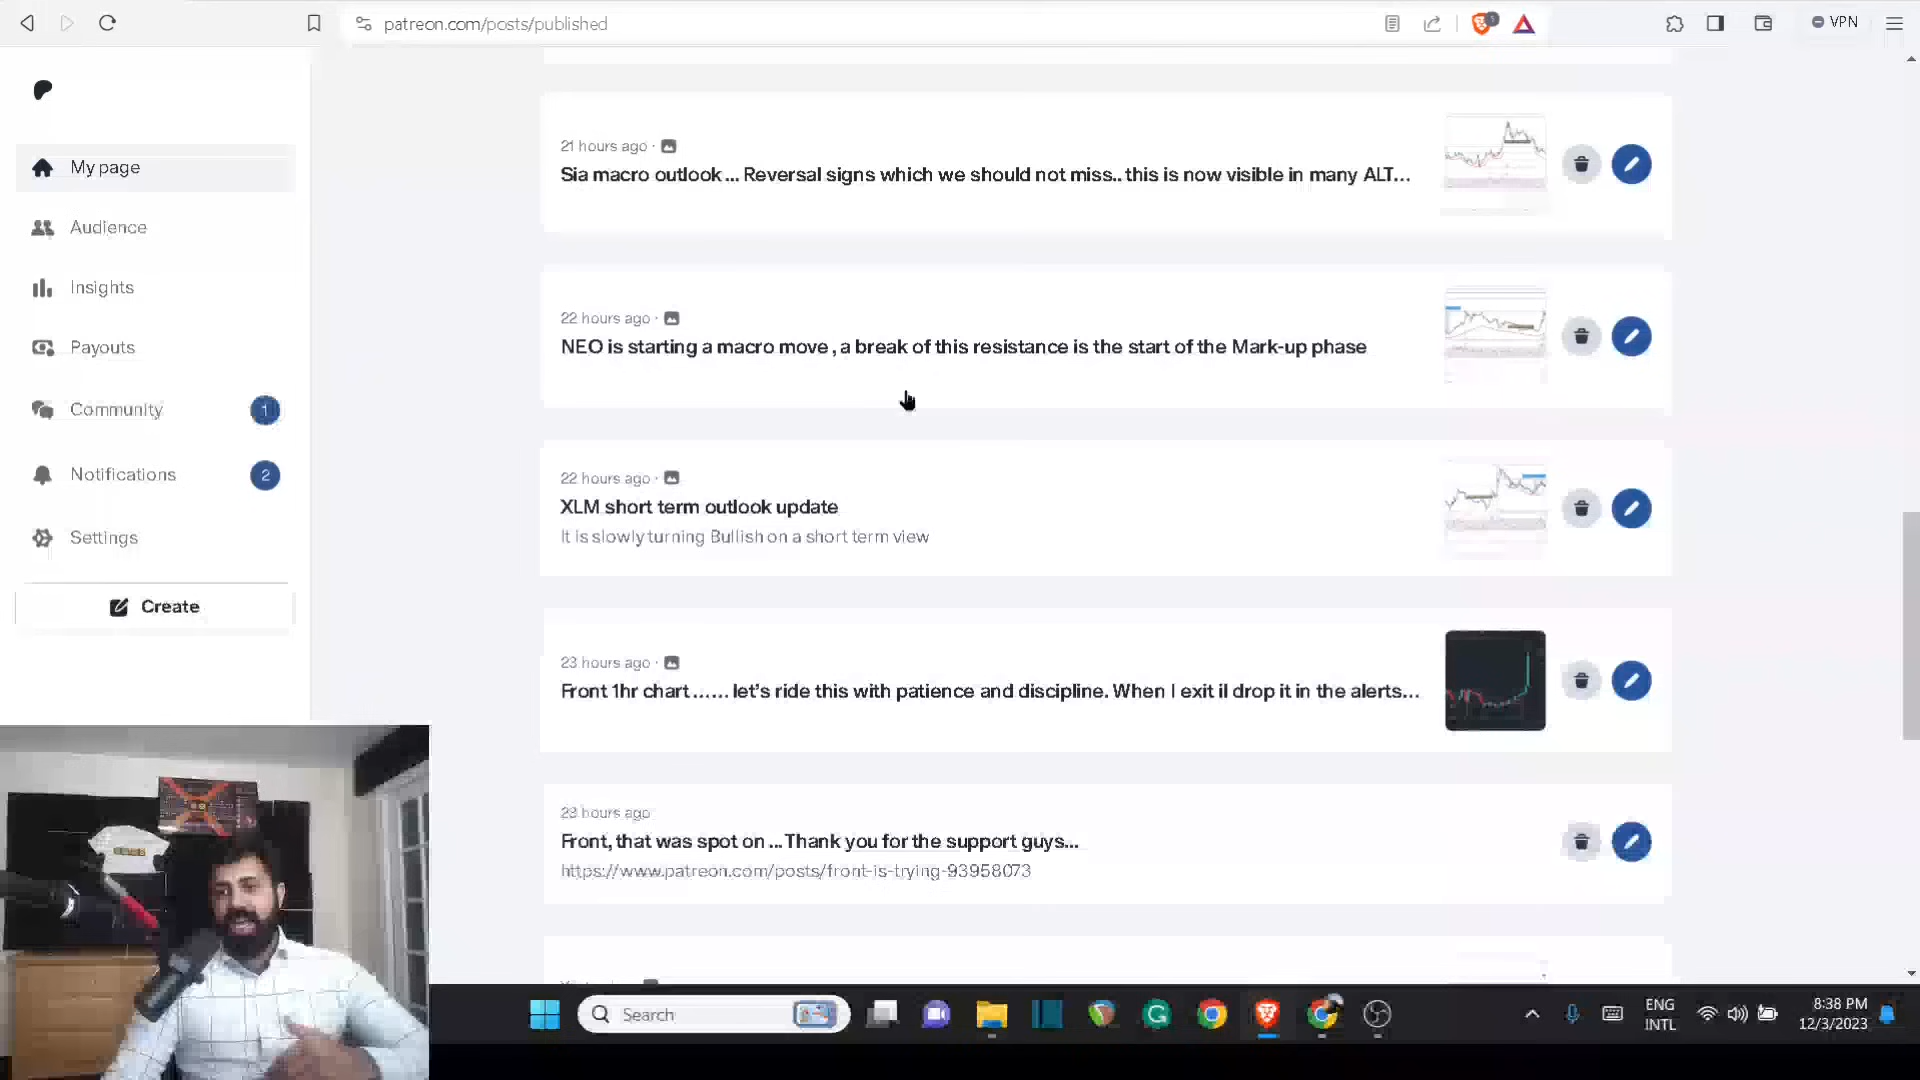 patreon.com/posts/published
VPN
My page
Audience
Insights
Payouts
Community
1
Notifications
2
Settings
Create
21 hours ago ·
Sia macro outlook... Reversal signs which we should not miss.. this is now visible in many ALT...
22 hours ago ·
NEO is starting a macro move , a break of this resistance is the start of the Mark-up phase
22 hours ago ·
XLM short term outlook update
It is slowly turning Bullish on a short term view
23 hours ago ·
Front 1hr chart...... let's ride this with patience and discipline. When I exit il drop it in the alerts...
23 hours ago
Front, that was spot on ...Thank you for the support guys...
https://www.patreon.com/posts/front-is-trying-93958073
Search
ENG
INTL
8:38 PM
12/3/2023